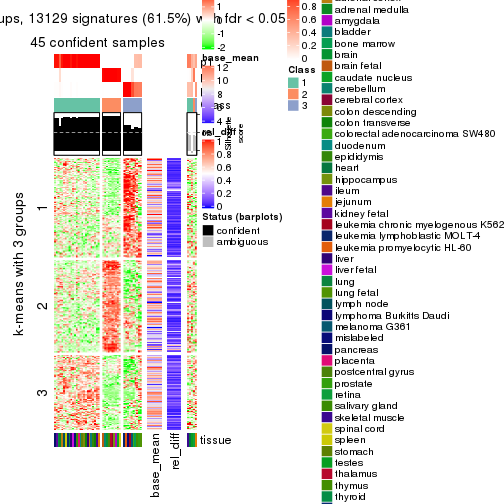 ups, 13129 signatures (61.5%) with fdr < 0.05
45 confident samples
1
2
3
k-means with 3 groups
base_mean
rel_diff
tissue
1
0
-1
-2
base_mean
12
10
8
6
4
rel_diff
1
0.8
0.6
0.4
0.2
0
Silhouette
score
Status (barplots)
confident
ambiguous
0.8
0.6
0.4
0.2
0
Class
1
2
3
adrenal medulla
amygdala
bladder
bone marrow
brain
brain fetal
caudate nucleus
cerebellum
cerebral cortex
colon descending
colon transverse
colorectal adenocarcinoma SW480
duodenum
epididymis
heart
hippocampus
ileum
jejunum
kidney fetal
leukemia chronic myelogenous K562
leukemia lymphoblastic MOLT-4
leukemia promyelocytic HL-60
liver
liver fetal
lung
lung fetal
lymph node
lymphoma Burkitts Daudi
melanoma G361
mislabeled
pancreas
placenta
postcentral gyrus
prostate
retina
salivary gland
skeletal muscle
spinal cord
spleen
stomach
testes
thalamus
thymus
thyroid